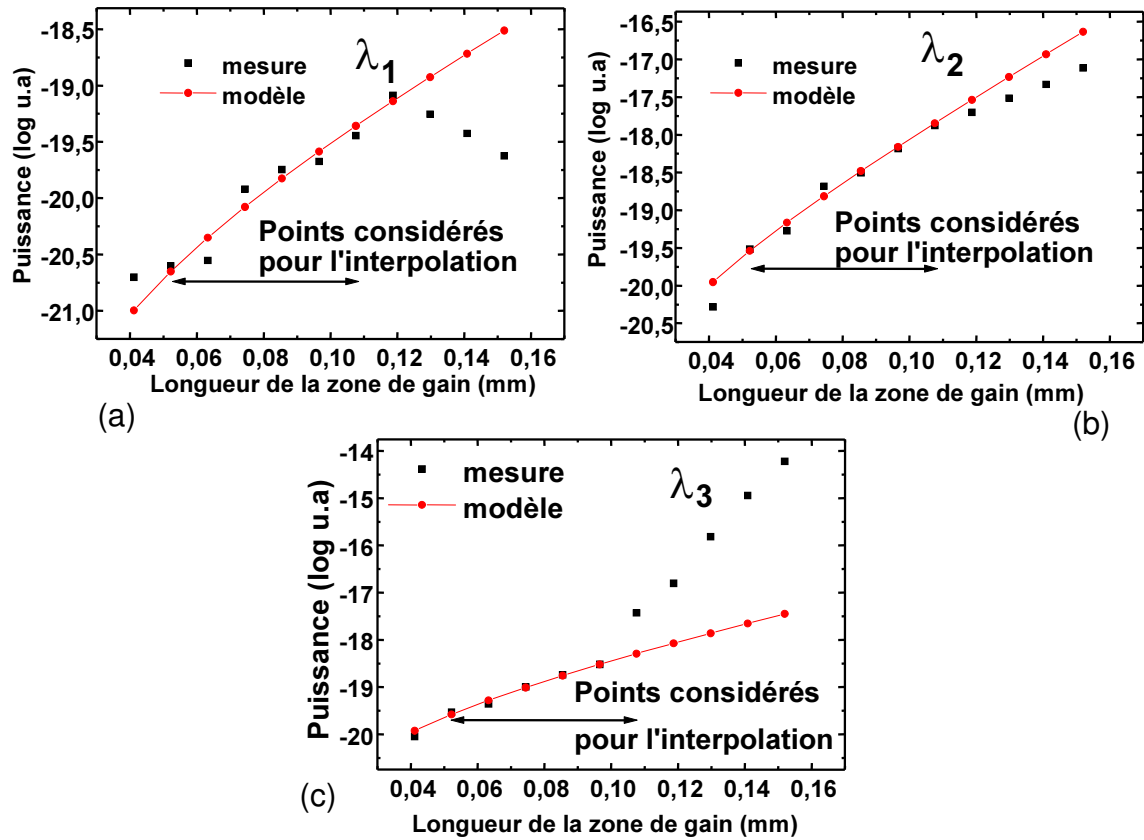 (a)
Puissance (log u.a)
-18,5
-19,0
-19,5
-20,0
-20,5
-21,0
mesure
modèle
λ1
Points considérés
pour l'interpolation
0,04 0,06 0,08 0,10 0,12 0,14 0,16
Longueur de la zone de gain (mm)
(b)
Puissance (log u.a)
-16,5
-17,0
-17,5
-18,0
-18,5
-19,0
-19,5
-20,0
-20,5
mesure
modèle
λ2
Points considérés
pour l'interpolation
0,04 0,06 0,08 0,10 0,12 0,14 0,16
Longueur de la zone de gain (mm)
(c)
Puissance (log u.a)
-14
-15
-16
-17
-18
-19
-20
mesure
modèle
λ3
Points considérés
pour l'interpolation
0,04 0,06 0,08 0,10 0,12 0,14 0,16
Longueur de la zone de gain (mm)